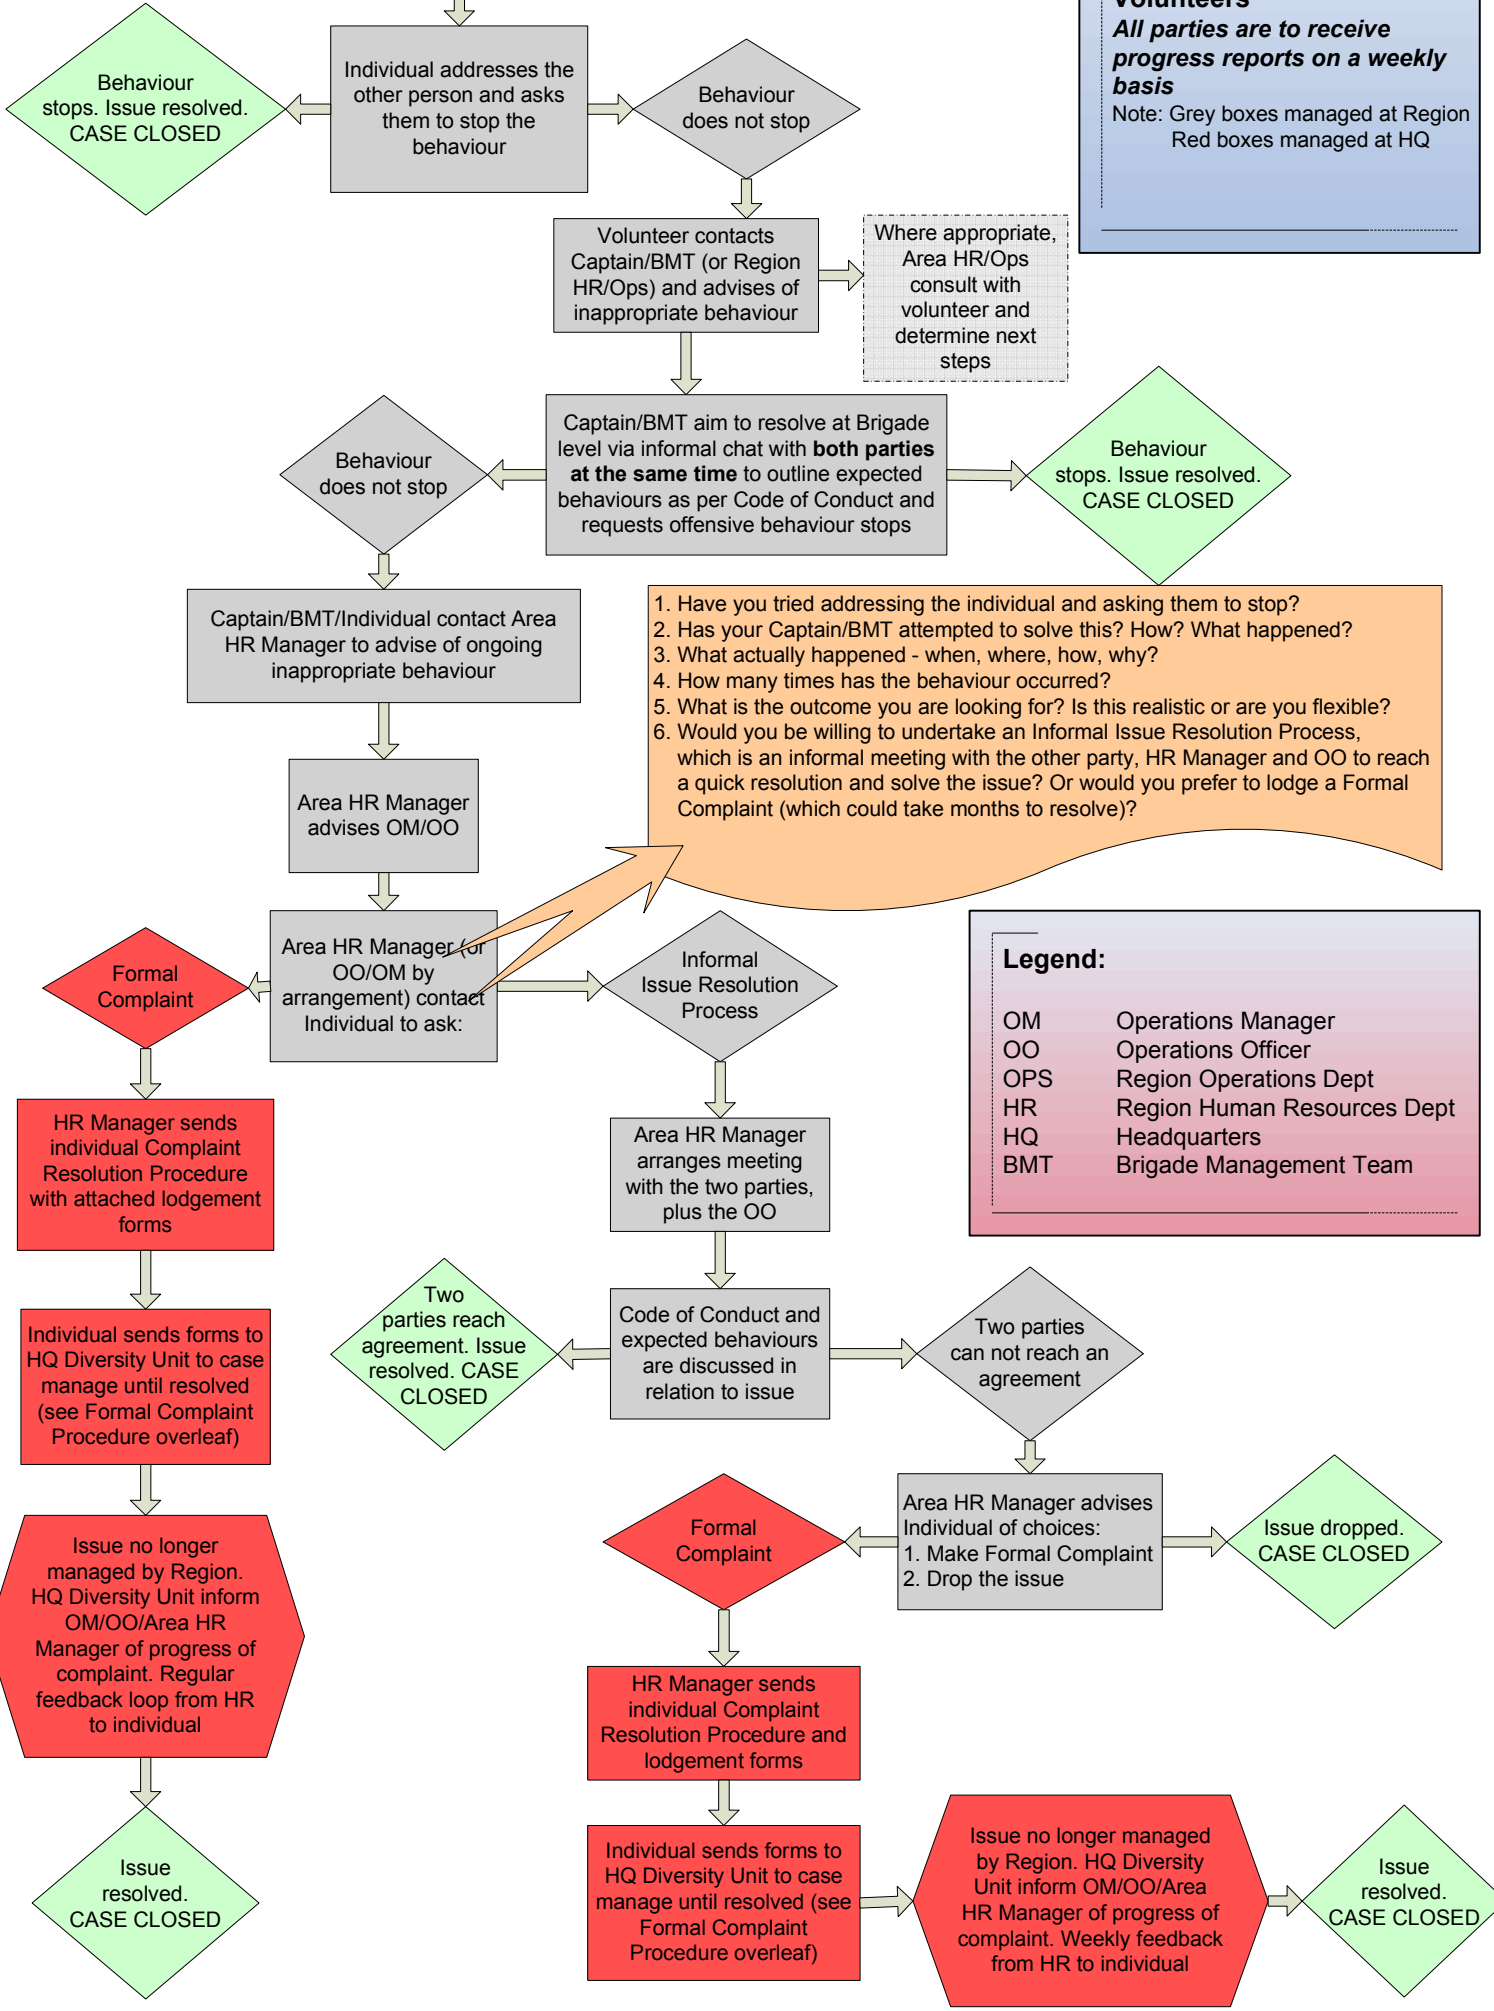 Volunteers
All parties are to receive
progress reports on a weekly
basis
Note: Grey boxes managed at Region
Red boxes managed at HQ
Behaviour
stops. Issue resolved.
CASE CLOSED
Individual addresses the
other person and asks
them to stop the
behaviour
Behaviour
does not stop
Volunteer contacts
Captain/BMT (or Region
HR/Ops) and advises of
inappropriate behaviour
Where appropriate,
Area HR/Ops
consult with
volunteer and
determine next
steps
Behaviour
does not stop
Captain/BMT aim to resolve at Brigade
level via informal chat with both parties
at the same time to outline expected
behaviours as per Code of Conduct and
requests offensive behaviour stops
Behaviour
stops. Issue resolved.
CASE CLOSED
Captain/BMT/Individual contact Area
HR Manager to advise of ongoing
inappropriate behaviour
1. Have you tried addressing the individual and asking them to stop?
2. Has your Captain/BMT attempted to solve this? How? What happened?
3. What actually happened - when, where, how, why?
4. How many times has the behaviour occurred?
5. What is the outcome you are looking for? Is this realistic or are you flexible?
6. Would you be willing to undertake an Informal Issue Resolution Process,
which is an informal meeting with the other party, HR Manager and OO to reach
a quick resolution and solve the issue? Or would you prefer to lodge a Formal
Complaint (which could take months to resolve)?
Area HR Manager
advises OM/OO
Formal
Complaint
Area HR Manager (or
OO/OM by
arrangement) contact
Individual to ask:
Informal
Issue Resolution
Process
Legend:
OM Operations Manager
OO Operations Officer
OPS Region Operations Dept
HR Region Human Resources Dept
HQ Headquarters
BMT Brigade Management Team
HR Manager sends
individual Complaint
Resolution Procedure
with attached lodgement
forms
Area HR Manager
arranges meeting
with the two parties,
plus the OO
Individual sends forms to
HQ Diversity Unit to case
manage until resolved
(see Formal Complaint
Procedure overleaf)
Two
parties reach
agreement. Issue
resolved. CASE
CLOSED
Code of Conduct and
expected behaviours
are discussed in
relation to issue
Two parties
can not reach an
agreement
Issue no longer
managed by Region.
HQ Diversity Unit inform
OM/OO/Area HR
Manager of progress of
complaint. Regular
feedback loop from HR
to individual
Formal
Complaint
Area HR Manager advises
Individual of choices:
1. Make Formal Complaint
2. Drop the issue
Issue dropped.
CASE CLOSED
HR Manager sends
individual Complaint
Resolution Procedure and
lodgement forms
Issue
resolved.
CASE CLOSED
Individual sends forms to
HQ Diversity Unit to case
manage until resolved (see
Formal Complaint
Procedure overleaf)
Issue no longer managed
by Region. HQ Diversity
Unit inform OM/OO/Area
HR Manager of progress of
complaint. Weekly feedback
from HR to individual
Issue
resolved.
CASE CLOSED